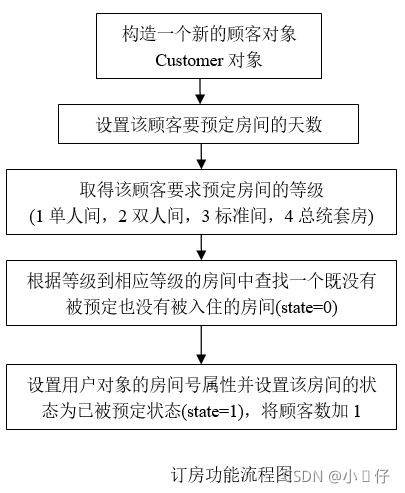 构造一个新的顾客对象
Customer 对象
设置该顾客要预定房间的天数
取得该顾客要求预定房间的等级
(1 单人间，2 双人间，3 标准间，4 总统套房)
根据等级到相应等级的房间中查找一个既没有
被预定也没有被入住的房间(state=0)
设置用户对象的房间号属性并设置该房间的状
态为已被预定状态(state=1)，将顾客数加 1
订房功能流程图
CSDN @小▯仔